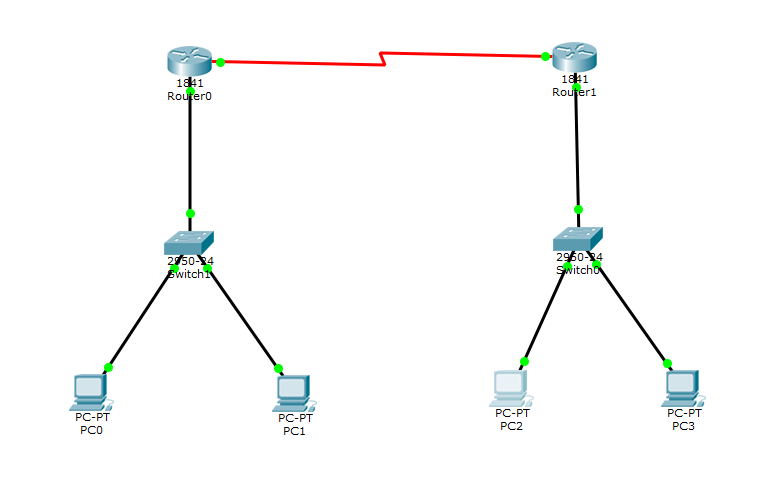 1841
Router0
1841
Router1
2950-24
Switch1
2950-24
Switch0
PC-PT
PC0
PC-PT
PC1
PC-PT
PC2
PC-PT
PC3